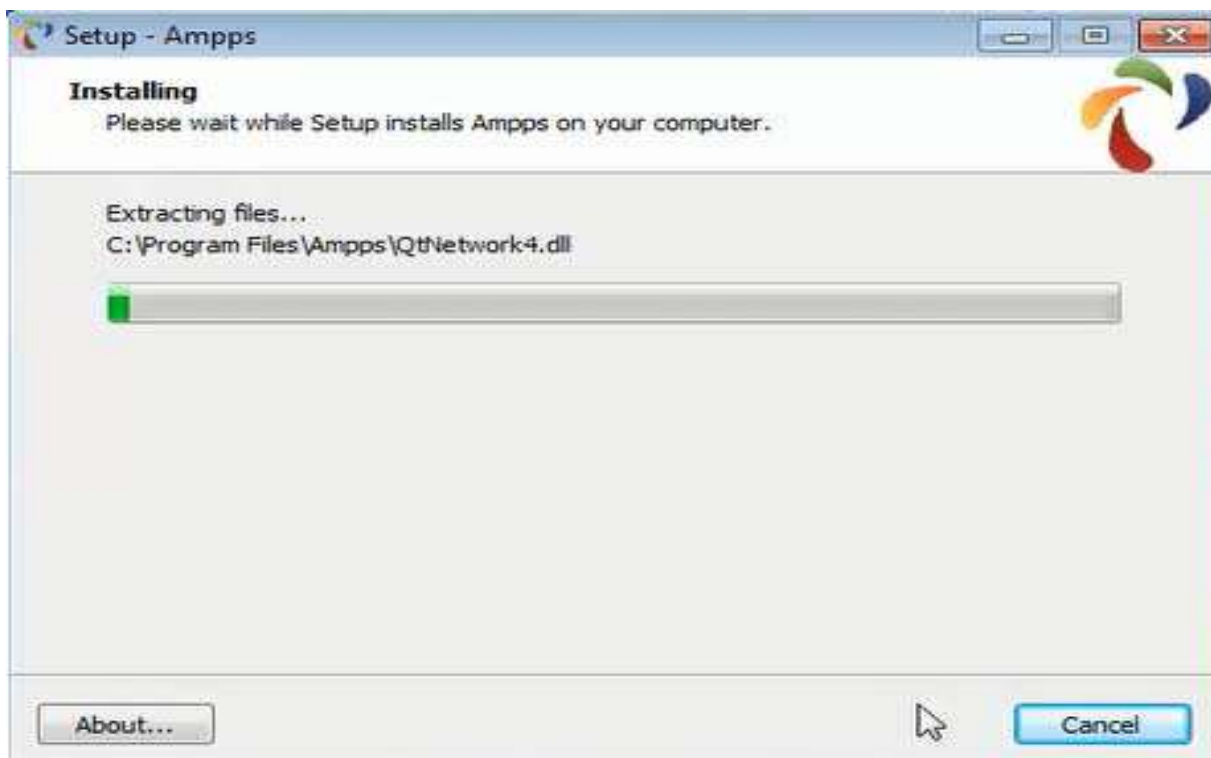 Setup - Ampps
Installing
Please wait while Setup installs Ampps on your computer.
Extracting files...
C:\Program Files\Ampps\QtNetwork4.dll
About...
Cancel